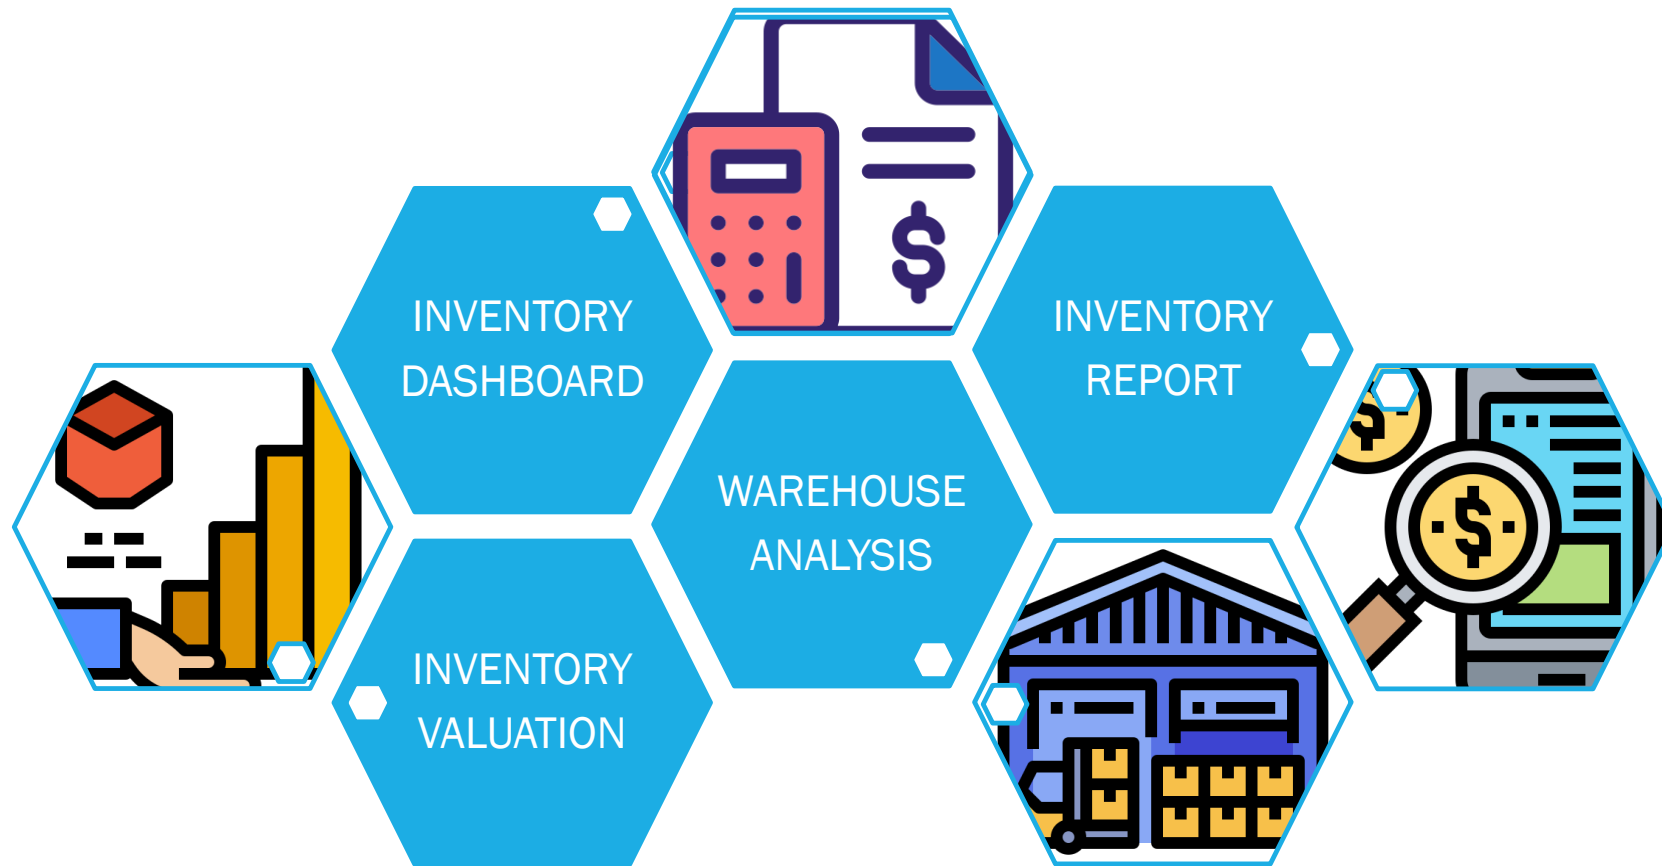 INVENTORY
DASHBOARD
INVENTORY
REPORT
WAREHOUSE
ANALYSIS
INVENTORY
VALUATION
$
$
$